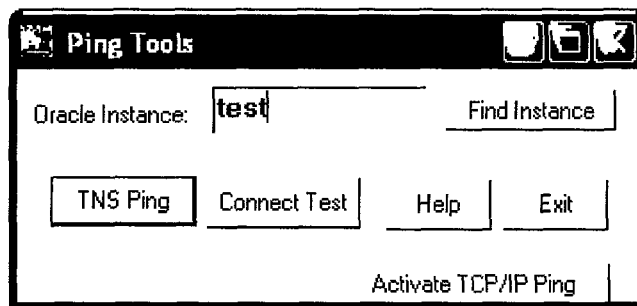 Ping Tools
Oracle Instance: test Find Instance
TNS Ping Connect Test Help Exit
Activate TCP/IP Ping